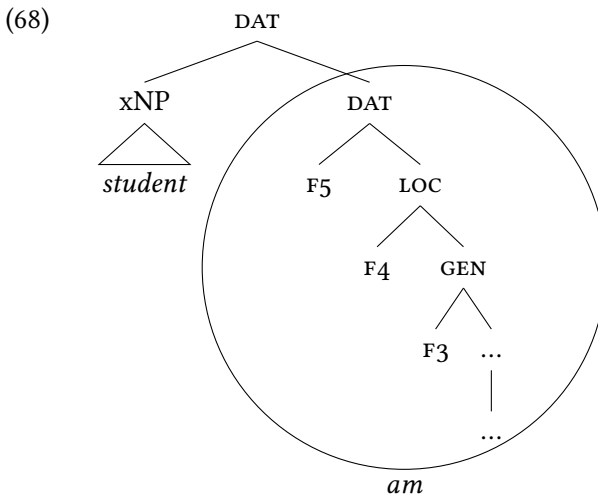 (68)
DAT
xNP
DAT
student
F5
LOC
F4
GEN
F3
...
...
am